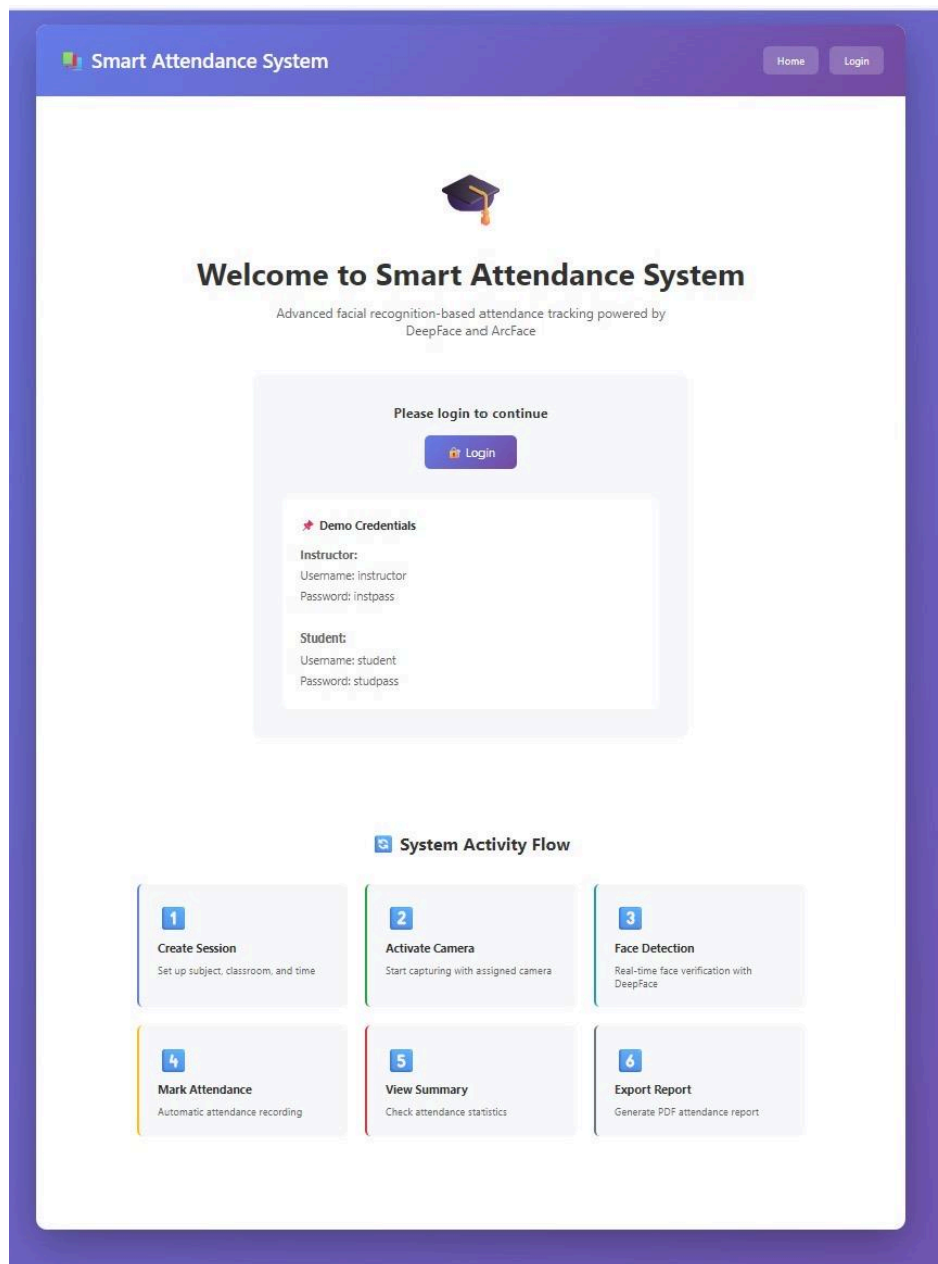 Smart Attendance System
Home
Login
Welcome to Smart Attendance System
Advanced facial recognition-based attendance tracking powered by
DeepFace and ArcFace
Please login to continue
Login
Demo Credentials
Instructor:
Username: instructor
Password: instpass
Student:
Username: student
Password: studpass
System Activity Flow
1
Create Session
Set up subject, classroom, and time
2
Activate Camera
Start capturing with assigned camera
3
Face Detection
Real-time face verification with
DeepFace
4
Mark Attendance
Automatic attendance recording
5
View Summary
Check attendance statistics
6
Export Report
Generate PDF attendance report